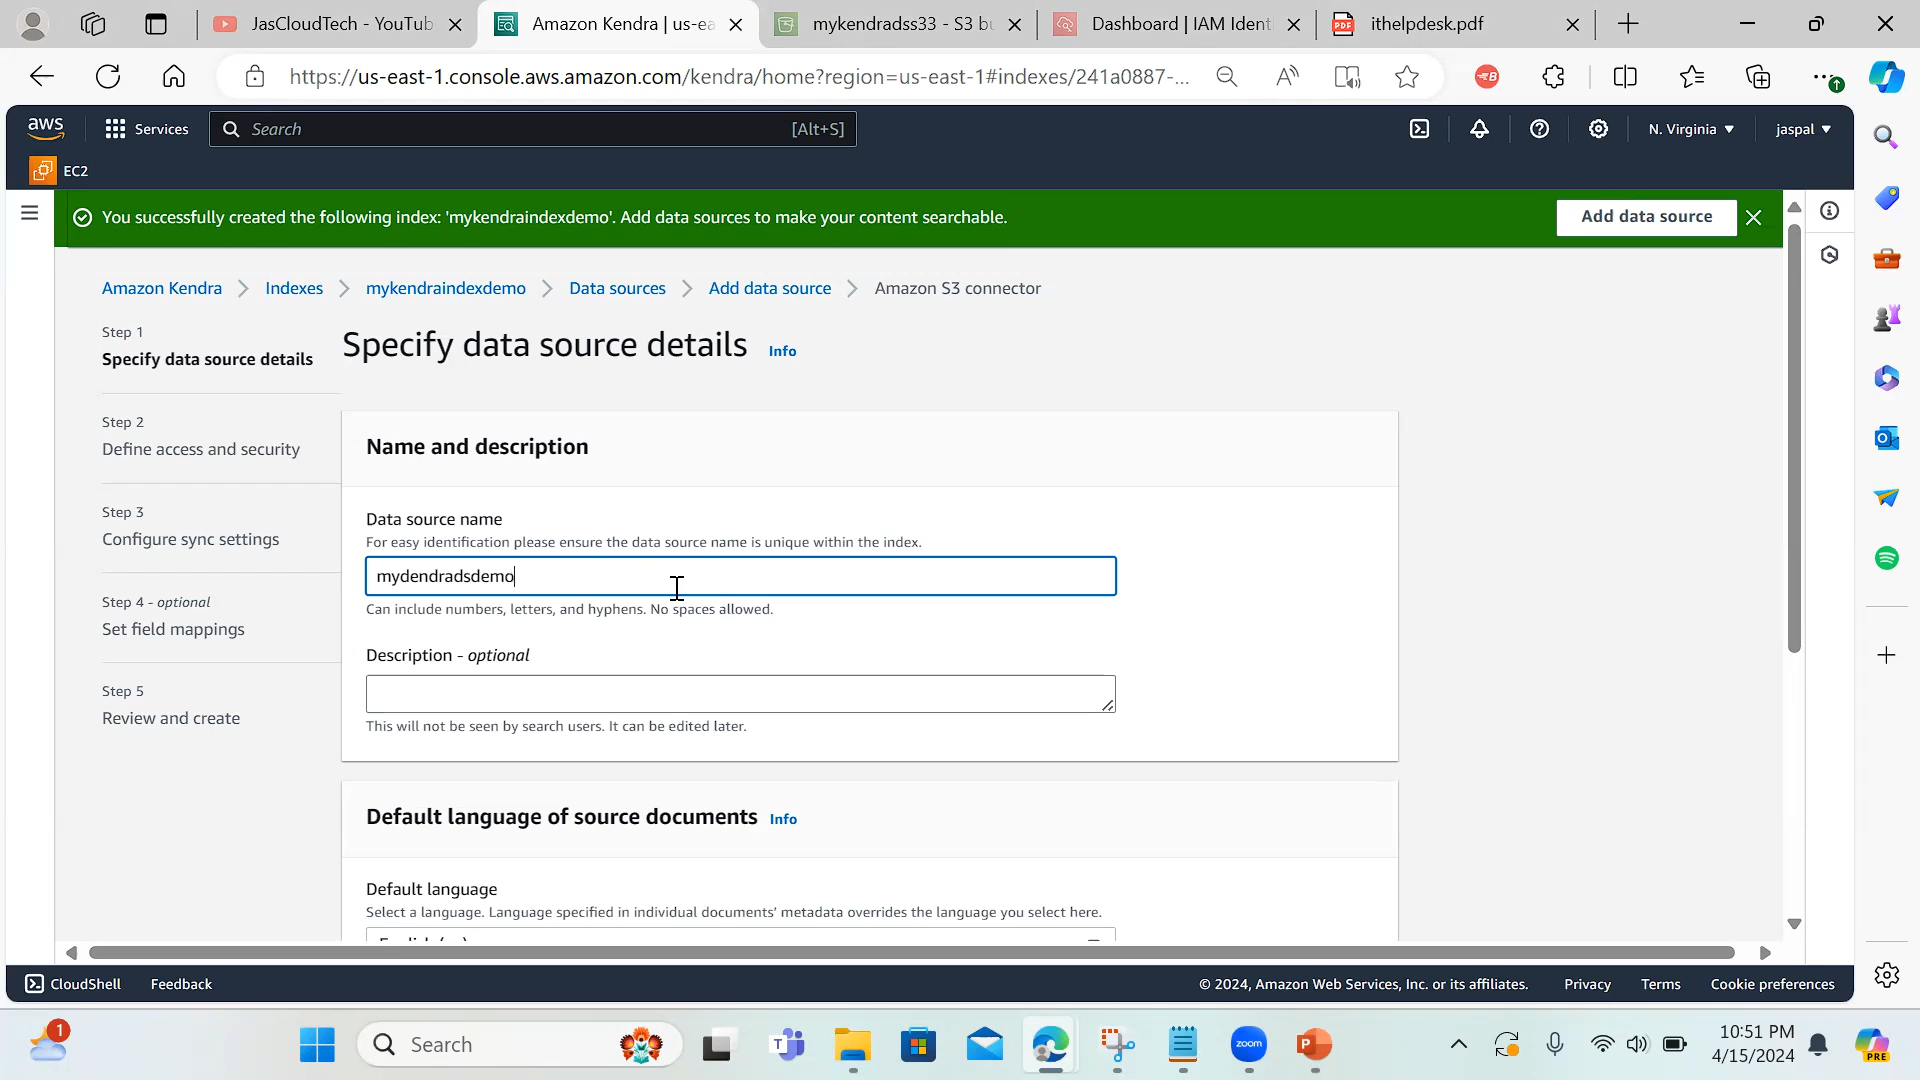 JasCloudTech - YouTub
Amazon Kendra | us-ea
mykendradss33 - S3 bu
Dashboard | IAM Identi
PDF
ithelpdesk.pdf
https://us-east-1.console.aws.amazon.com/kendra/home?region=us-east-1#indexes/241a0887-...
aws
Services
Search
[Alt+S]
N. Virginia
jaspal
EC2
You successfully created the following index: 'mykendraindexdemo'. Add data sources to make your content searchable.
Add data source
Amazon Kendra
Indexes
mykendraindexdemo
Data sources
Add data source
Amazon S3 connector
Step 1
Specify data source details
Step 2
Define access and security
Step 3
Configure sync settings
Step 4 - optional
Set field mappings
Step 5
Review and create
Specify data source details
Info
Name and description
Data source name
For easy identification please ensure the data source name is unique within the index.
mydendradsdemo
Can include numbers, letters, and hyphens. No spaces allowed.
Description - optional
This will not be seen by search users. It can be edited later.
Default language of source documents
Info
Default language
Select a language. Language specified in individual documents' metadata overrides the language you select here.
CloudShell
Feedback
© 2024, Amazon Web Services, Inc. or its affiliates.
Privacy
Terms
Cookie preferences
1
Search
zoom
10:51 PM
4/15/2024
PRE